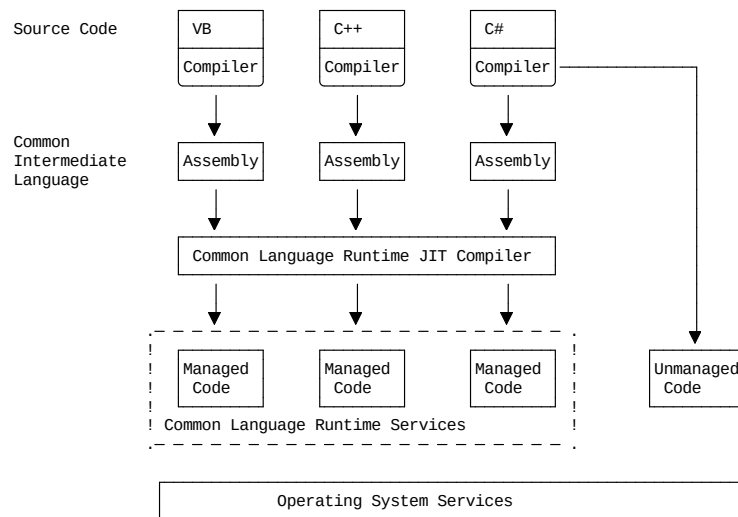 Source Code
VB
C++
C#
Compiler
Compiler
Compiler
Common
Intermediate
Language
Assembly
Assembly
Assembly
Common Language Runtime JIT Compiler
Managed
Code
Managed
Code
Managed
Code
Unmanaged
Code
Common Language Runtime Services
Operating System Services